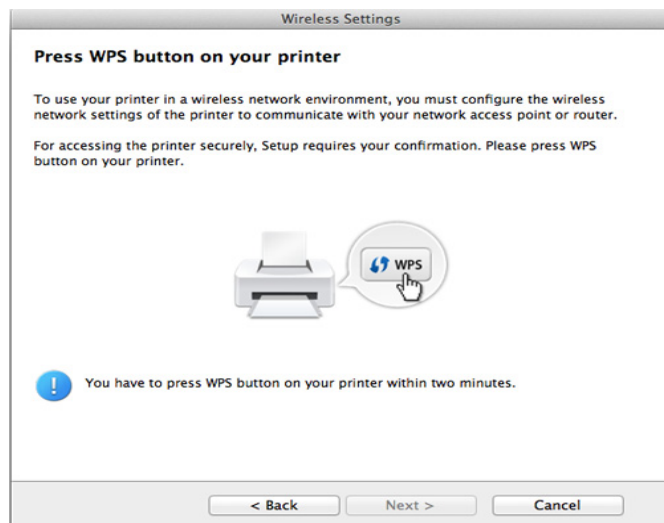 Wireless Settings
Press WPS button on your printer
To use your printer in a wireless network environment, you must configure the wireless
network settings of the printer to communicate with your network access point or router.
For accessing the printer securely, Setup requires your confirmation. Please press WPS
button on your printer.
WPS
! You have to press WPS button on your printer within two minutes.
< Back Next > Cancel